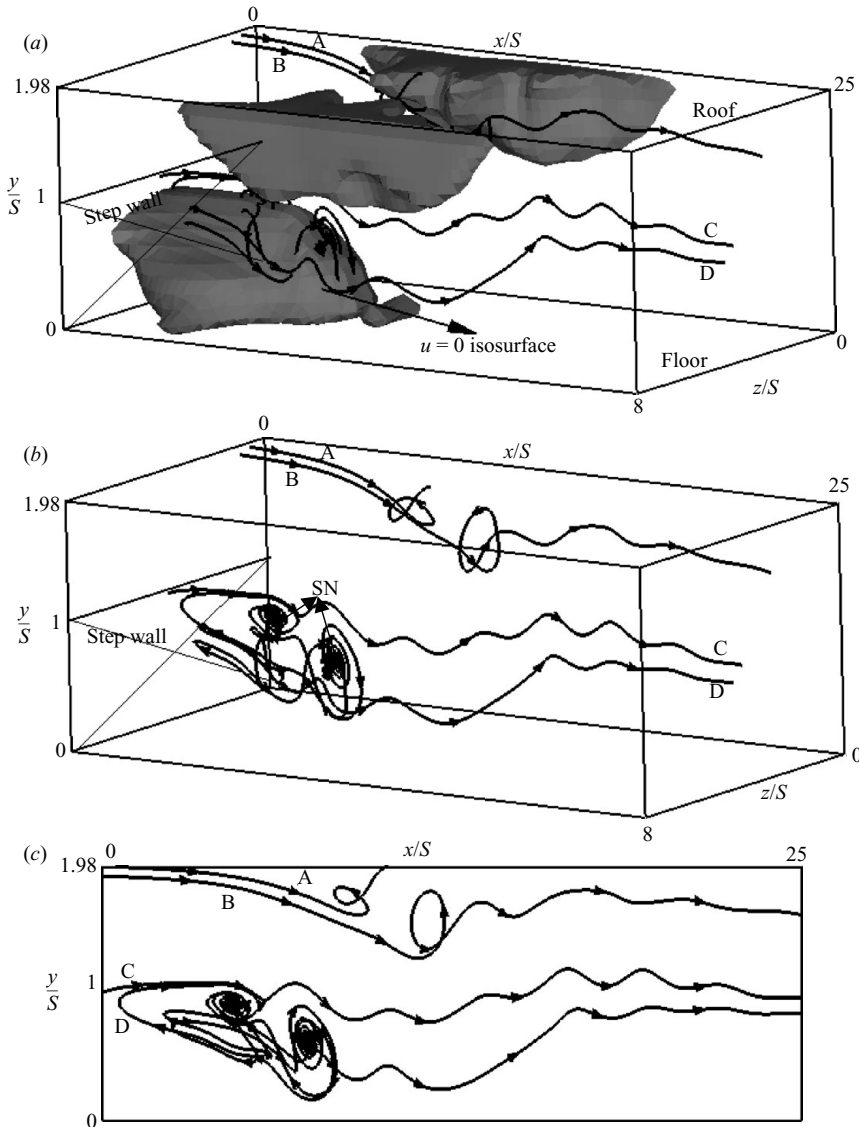 (a)
0
x/S
A
B
1.98
25
Roof
y/S
1
Step wall
C
D
0
u = 0 isosurface
Floor
0
z/S
8
(b)
0
x/S
A
B
1.98
25
SN
y/S
1
Step wall
C
D
0
0
z/S
8
(c)
0
x/S
25
1.98
A
B
y/S
1
C
D
0